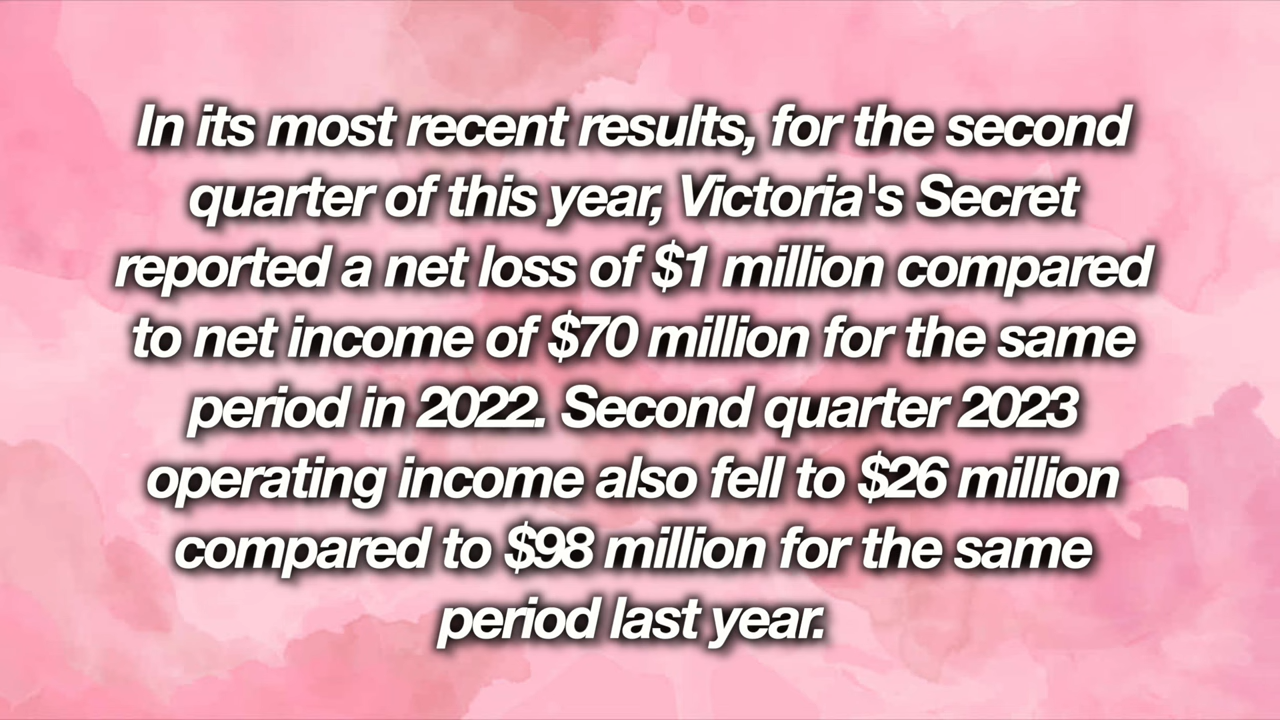 In its most recent results, for the second
quarter of this year, Victoria's Secret
reported a net loss of $1 million compared
to net income of $70 million for the same
period in 2022. Second quarter 2023
operating income also fell to $26 million
compared to $98 million for the same
period last year.